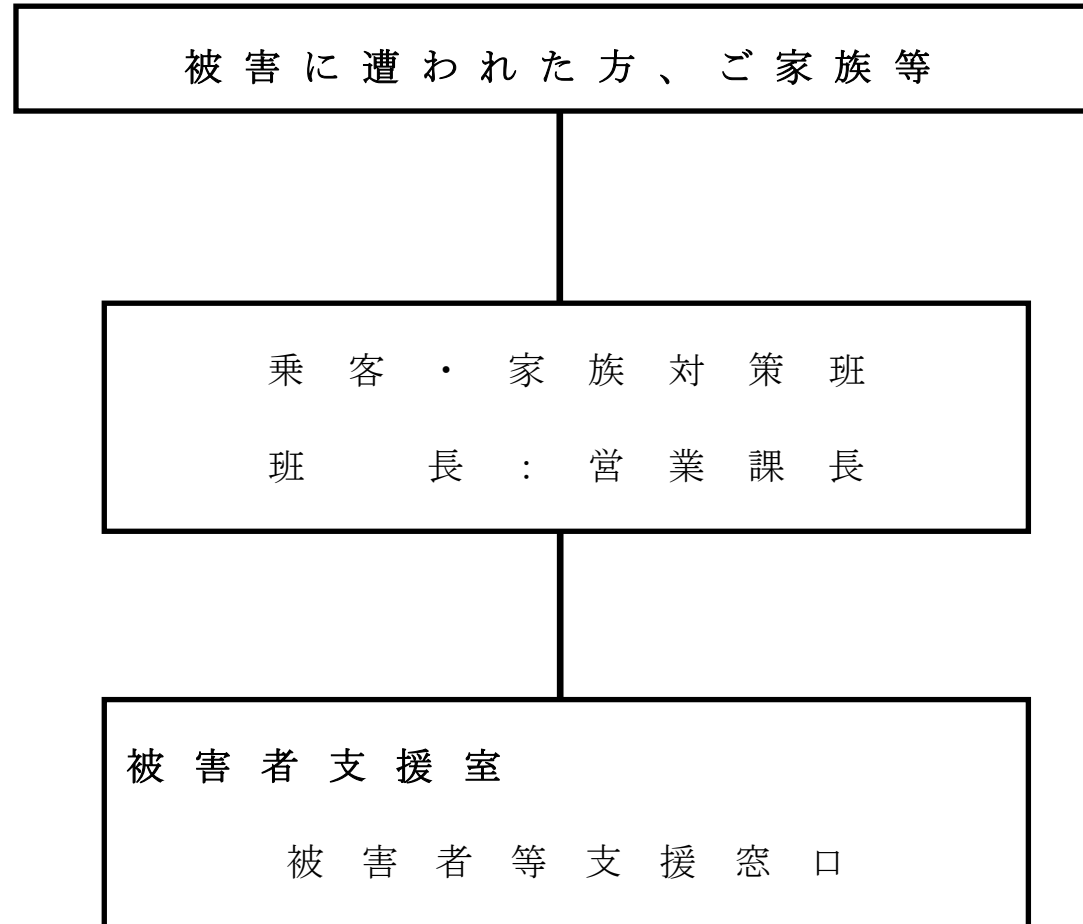 被害に遭われた方、ご家族等
乗客・家族対策班
班　長：営業課長
被害者支援室
被害者等支援窓口